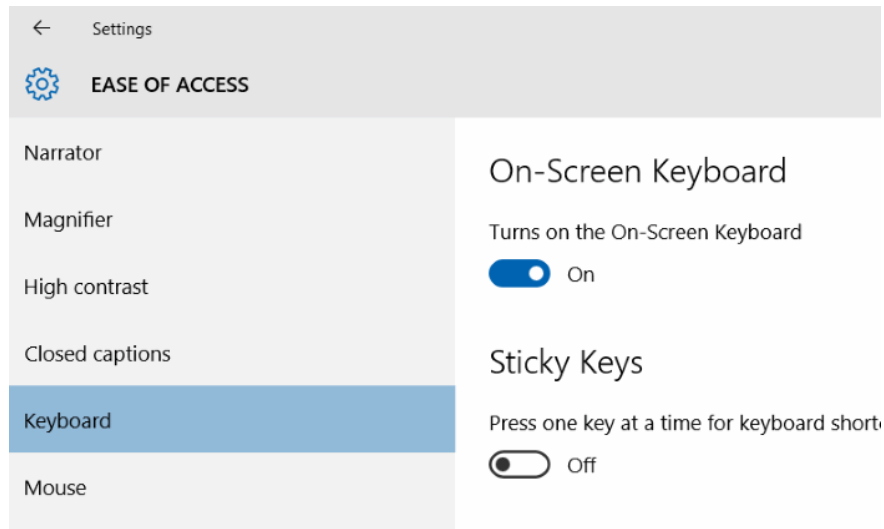 Settings
EASE OF ACCESS
Narrator
Magnifier
High contrast
Closed captions
Keyboard
Mouse
On-Screen Keyboard
Turns on the On-Screen Keyboard
On
Sticky Keys
Press one key at a time for keyboard
Off